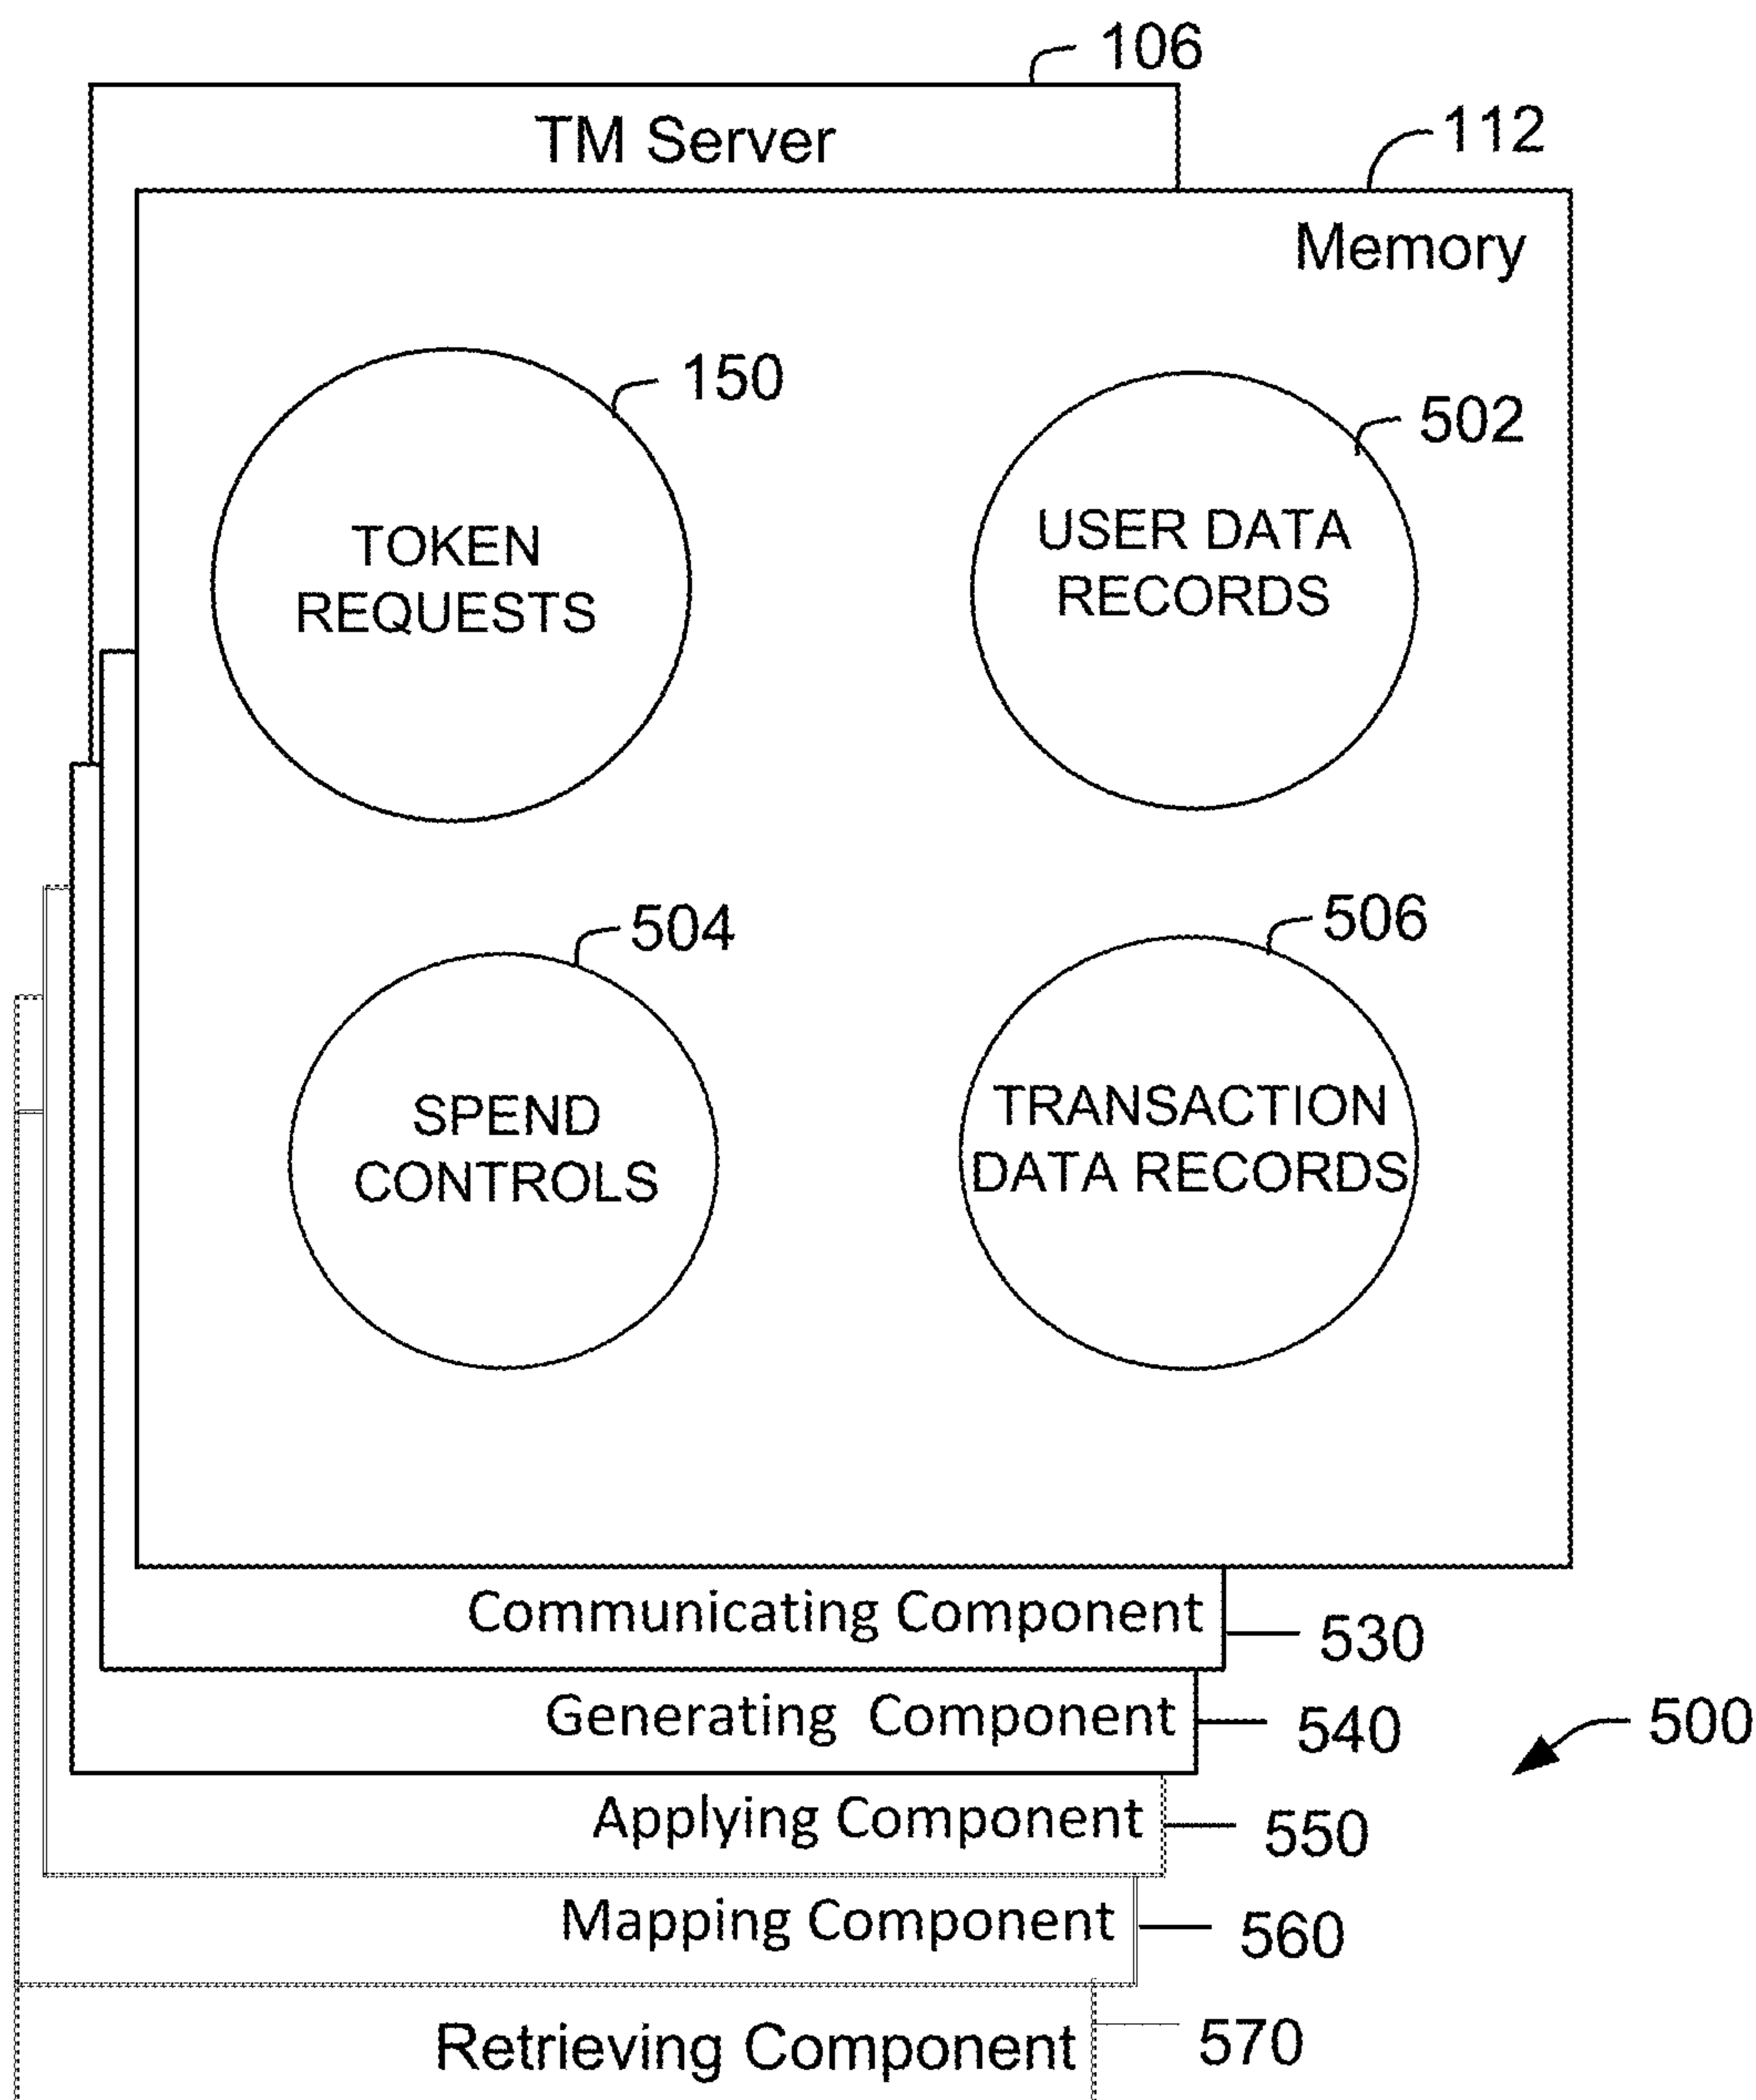 106
TM Server
112
Memory
150
502
TOKEN
REQUESTS
USER DATA
RECORDS
504
506
SPEND
CONTROLS
TRANSACTION
DATA RECORDS
Communicating Component
530
Generating Component
540
500
Applying Component
550
Mapping Component
560
Retrieving Component
570